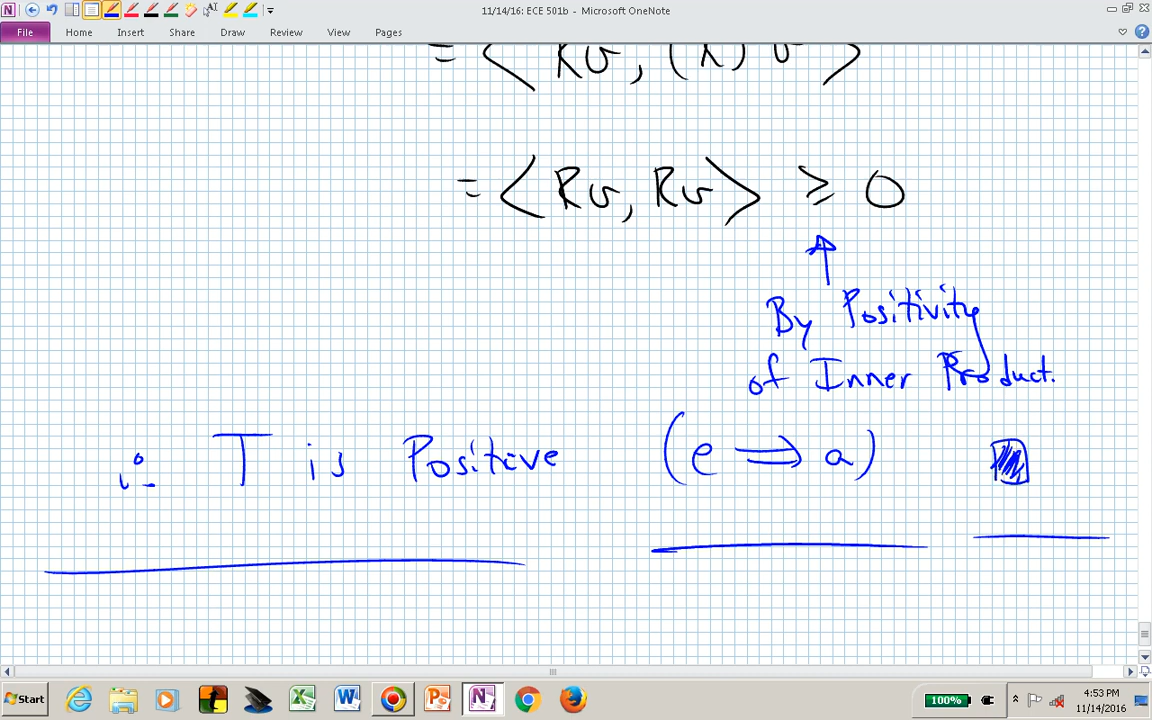 11/14/16: ECE 501b - Microsoft OneNote
File Home Insert Share Draw Review View Pages
= ⟨Rv, Rv⟩ ≥ 0
By Positivity
of Inner Product.
∴ T is Positive (e ⟹ a)
Start
100%
4:53 PM
11/14/2016